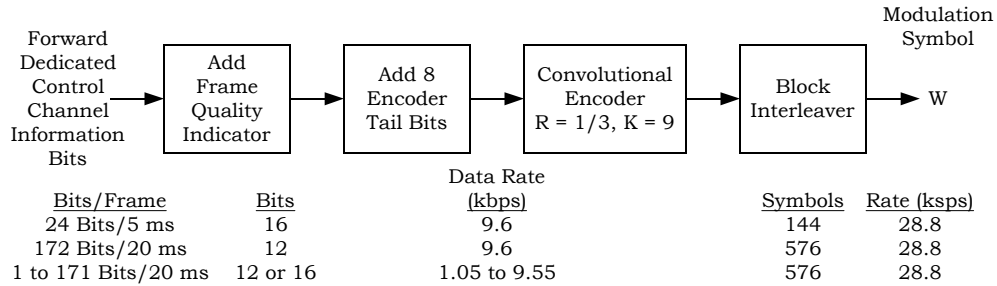 Forward
Dedicated
Control
Channel
Information
Bits
Add
Frame
Quality
Indicator
Add 8
Encoder
Tail Bits
Convolutional
Encoder
R = 1/3, K = 9
Block
Interleaver
Modulation
Symbol
W
Data Rate
Bits/Frame Bits (kbps) Symbols Rate (ksps)
24 Bits/5 ms 16 9.6 144 28.8
172 Bits/20 ms 12 9.6 576 28.8
1 to 171 Bits/20 ms 12 or 16 1.05 to 9.55 576 28.8